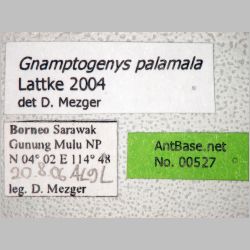 Gnamptogenys palamala
Lattke 2004
det D. Mezger
Borneo Sarawak
Gunung Mulu NP
N 04° 02 E 114° 48
20.8.06 A19L
leg. D. Mezger
AntBase.net
No. 00527